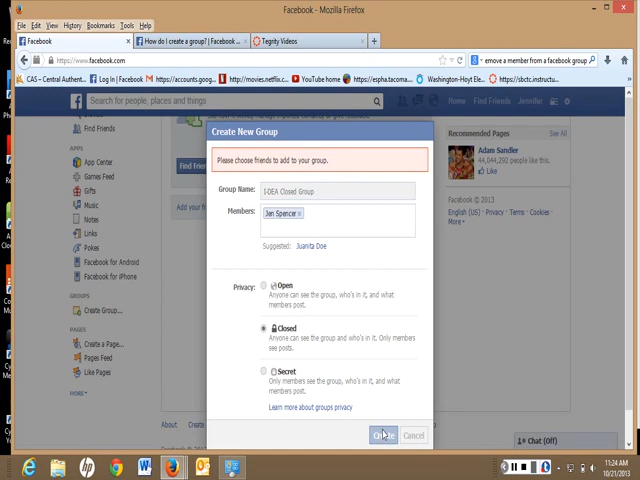 Facebook - Mozilla Firefox
File Edit View History Bookmarks Tools Help
Facebook
How do I create a group? | Facebook ...
Tegrity Videos
https://www.facebook.com
emove a member from a facebook group
CAS – Central Authent...
Log In | Facebook
https://accounts.goog...
http://movies.netflix.c...
YouTube home
https://espha.tacoma...
Washington-Hoyt Ele...
https://sbctc.instructu...
Search for people, places and things
Home Find Friends Jennifer
Find Friends
APPS
App Center
Games Feed
Gifts
Music
Notes
Links
Pokes
Facebook for Android
Facebook for iPhone
GROUPS
Create Group...
PAGES
Create a Page...
Pages Feed
Like Pages
MORE
Find Friend
Add your fri
Create New Group
Please choose friends to add to your group.
Group Name: I-DEA Closed Group
Members: Jen Spencer
Suggested: Juanita Doe
Privacy: Open
Anyone can see the group, who's in it, and what
members post.
Closed
Anyone can see the group and who's in it. Only members
see posts.
Secret
Only members see the group, who's in it, and what
members post.
Learn more about groups privacy
Cancel
Recommended Pages See All
Adam Sandler
44,044,292 people like this.
Like
English (US) · Privacy · Terms · Cookies ·
More
Facebook © 2013
About Create
Chat (Off)
11:24 AM
10/21/2013